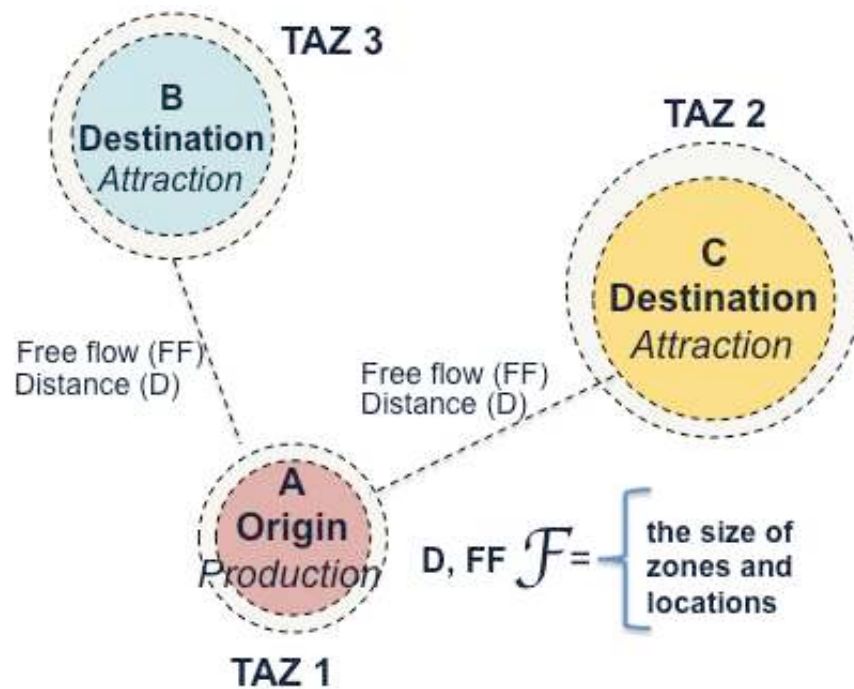 TAZ 3
B
Destination
Attraction
TAZ 2
C
Destination
Attraction
Free flow (FF)
Distance (D)
Free flow (FF)
Distance (D)
A
Origin
Production
D, FF ℱ=
the size of
zones and
locations
TAZ 1